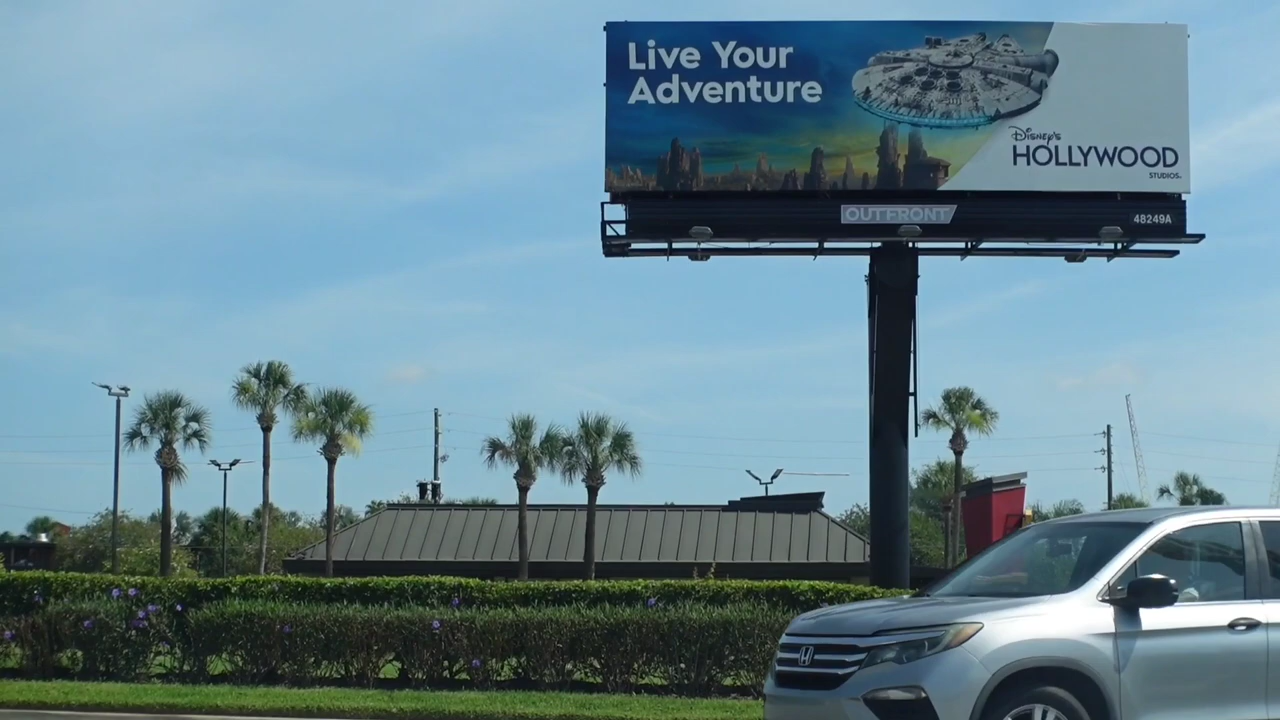 Live Your
Adventure
Disney's
HOLLYWOOD
STUDIOS.
OUTFRONT
48249A